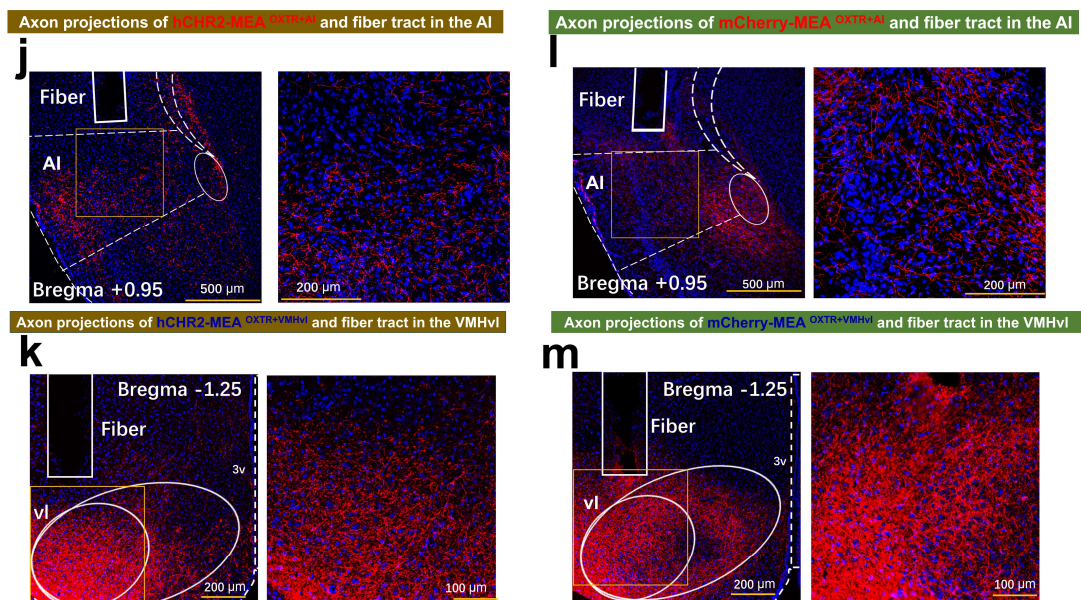 Axon projections of hCHR2-MEA OXTR+AI and fiber tract in the AI
Axon projections of mCherry-MEA OXTR+AI and fiber tract in the AI
j
l
Fiber
AI
Bregma +0.95
500 μm
200 μm
Fiber
AI
Bregma +0.95
500 μm
200 μm
Axon projections of hCHR2-MEA OXTR+VMHvl and fiber tract in the VMHvl
Axon projections of mCherry-MEA OXTR+VMHvl and fiber tract in the VMHvl
k
m
Bregma -1.25
Fiber
3v
vl
200 μm
100 μm
Bregma -1.25
Fiber
3v
vl
200 μm
100 μm